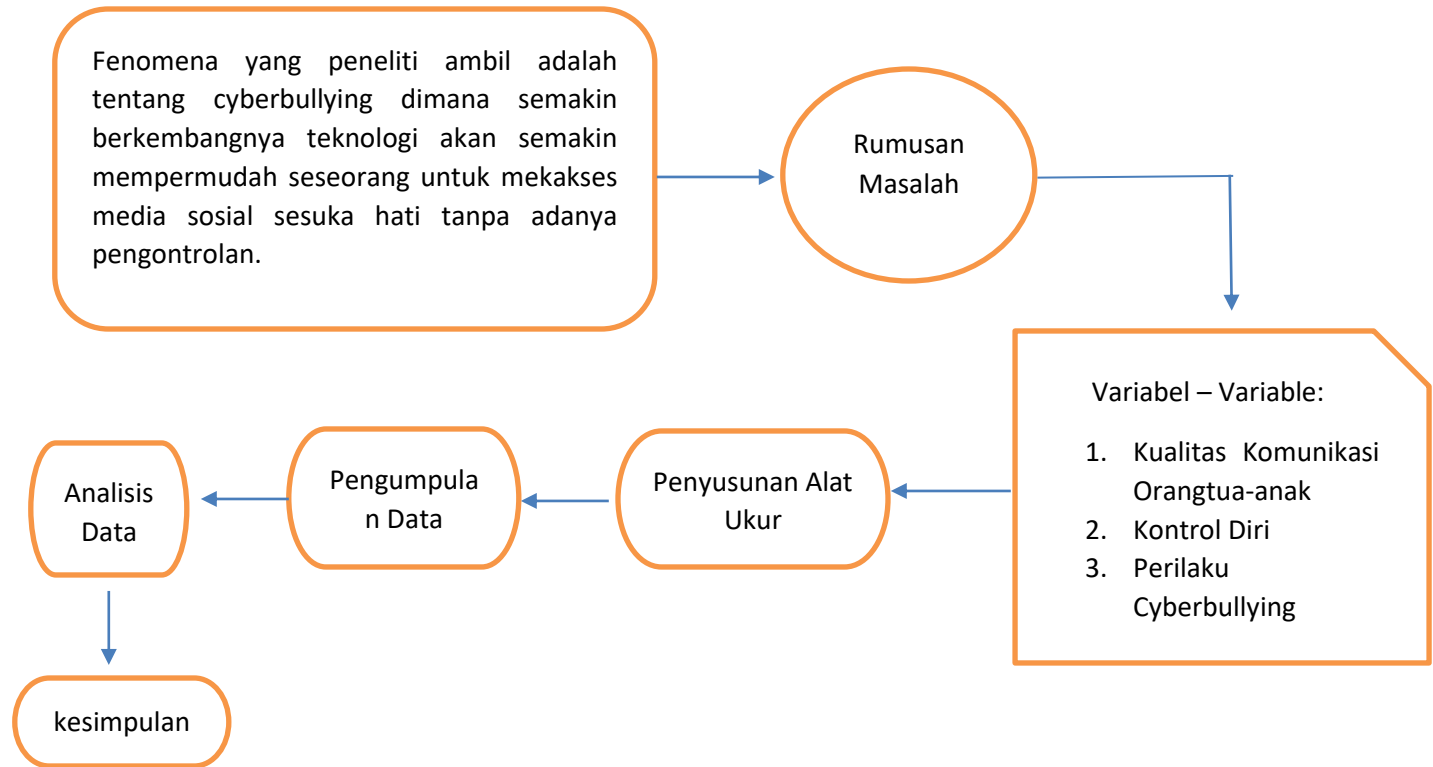 Fenomena yang peneliti ambil adalah
tentang cyberbullying dimana semakin
berkembangnya teknologi akan semakin
mempermudah seseorang untuk mekakses
media sosial sesuka hati tanpa adanya
pengontrolan.
Rumusan
Masalah
Variabel – Variable:
1. Kualitas Komunikasi
Orangtua-anak
2. Kontrol Diri
3. Perilaku
Cyberbullying
Penyusunan Alat
Ukur
Pengumpula
n Data
Analisis
Data
kesimpulan